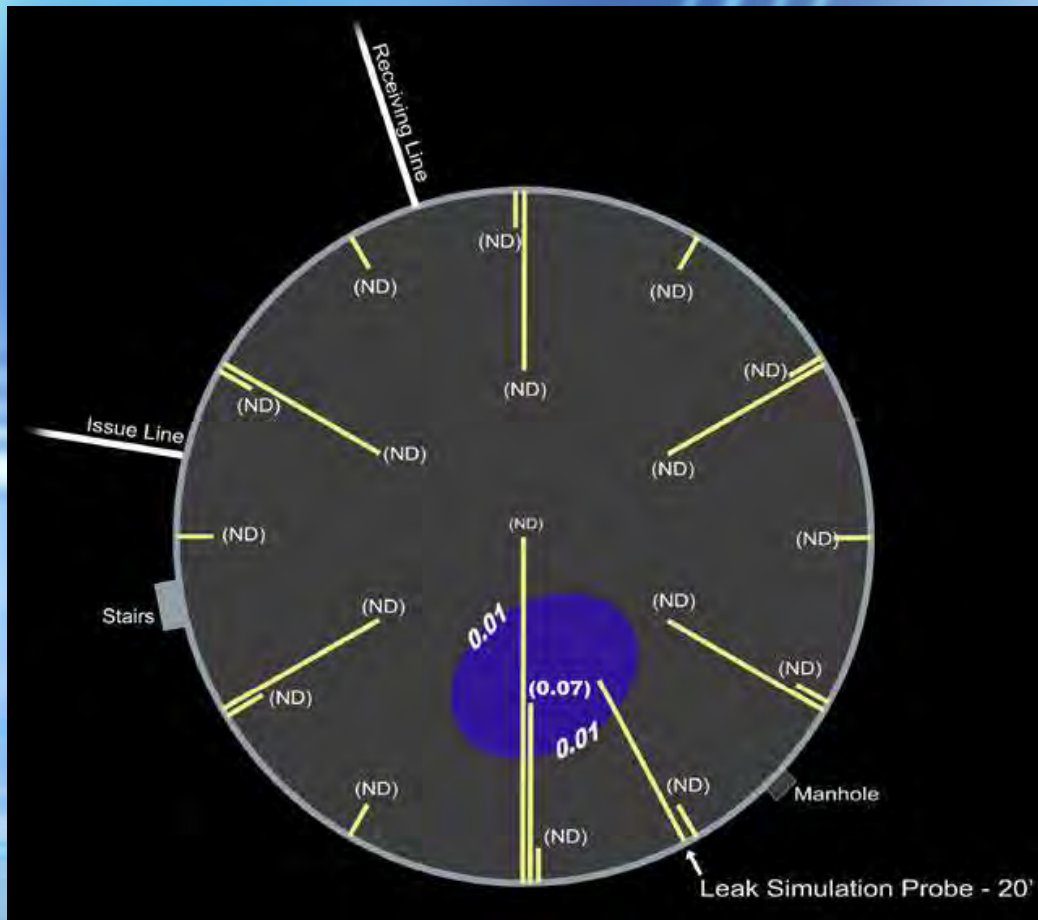 Receiving Line
(ND)
(ND)
(ND)
(ND)
(ND)
(ND)
(ND)
Issue Line
(ND)
(ND)
(ND)
(ND)
(ND)
(ND)
(ND)
Stairs
0.01
(ND)
(0.07)
(ND)
0.01
(ND)
(ND)
Manhole
(ND)
Leak Simulation Probe - 20'